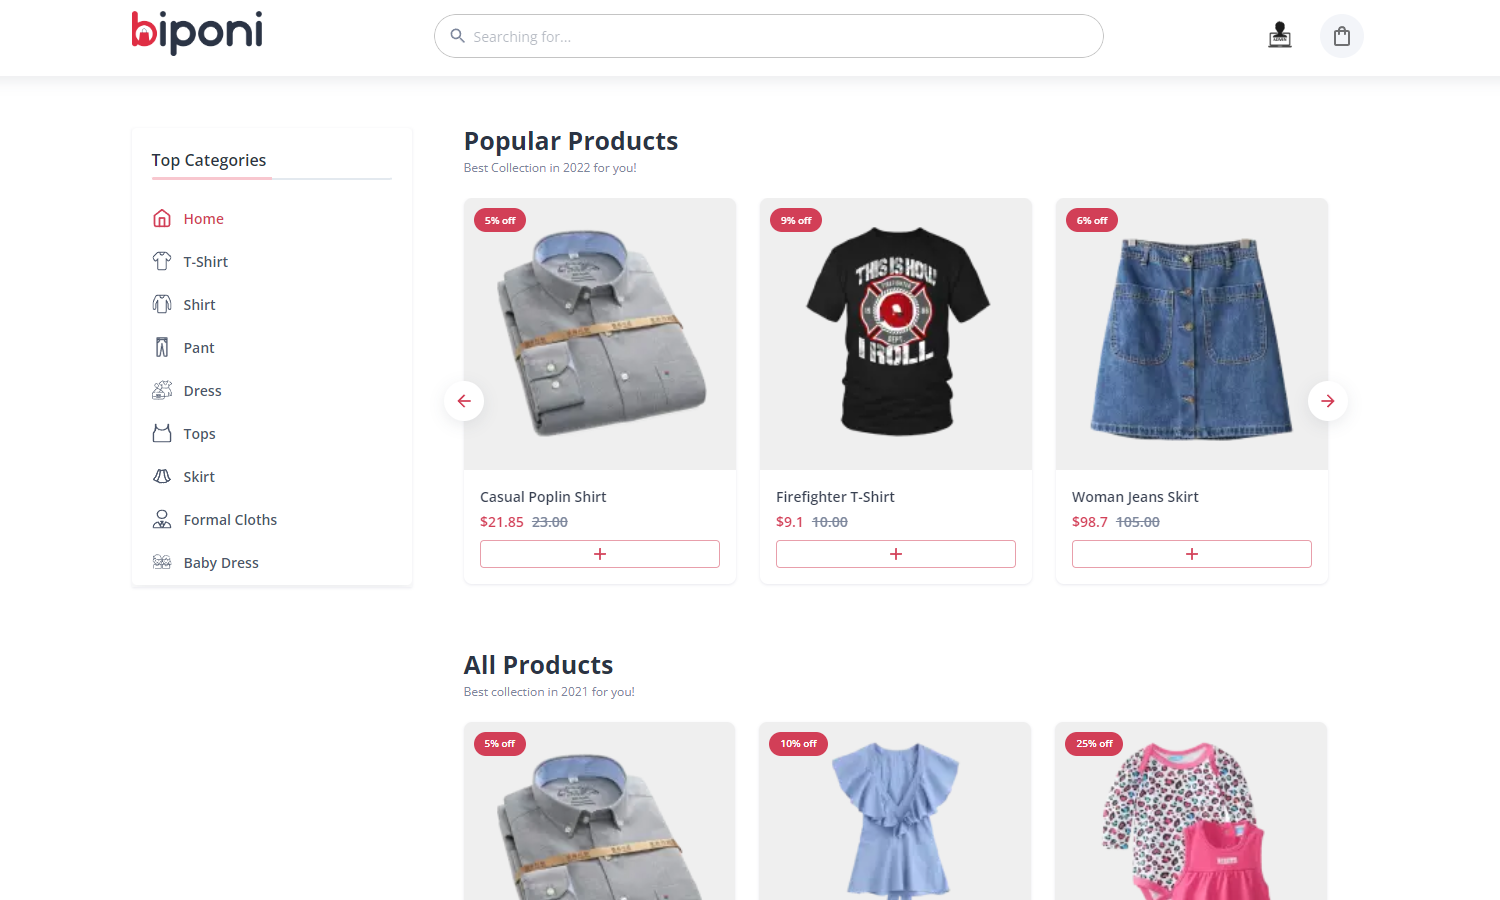 biponi
Searching for...
Top Categories
Home
T-Shirt
Shirt
Pant
Dress
Tops
Skirt
Formal Cloths
Baby Dress
Popular Products
Best Collection in 2022 for you!
5% off
9% off
6% off
THIS IS HOW
FIREFIGHTER
DEPT.
I ROLL
Casual Poplin Shirt
Firefighter T-Shirt
Woman Jeans Skirt
$21.85 23.00
$9.1 10.00
$98.7 105.00
+
+
+
All Products
Best collection in 2021 for you!
5% off
10% off
25% off